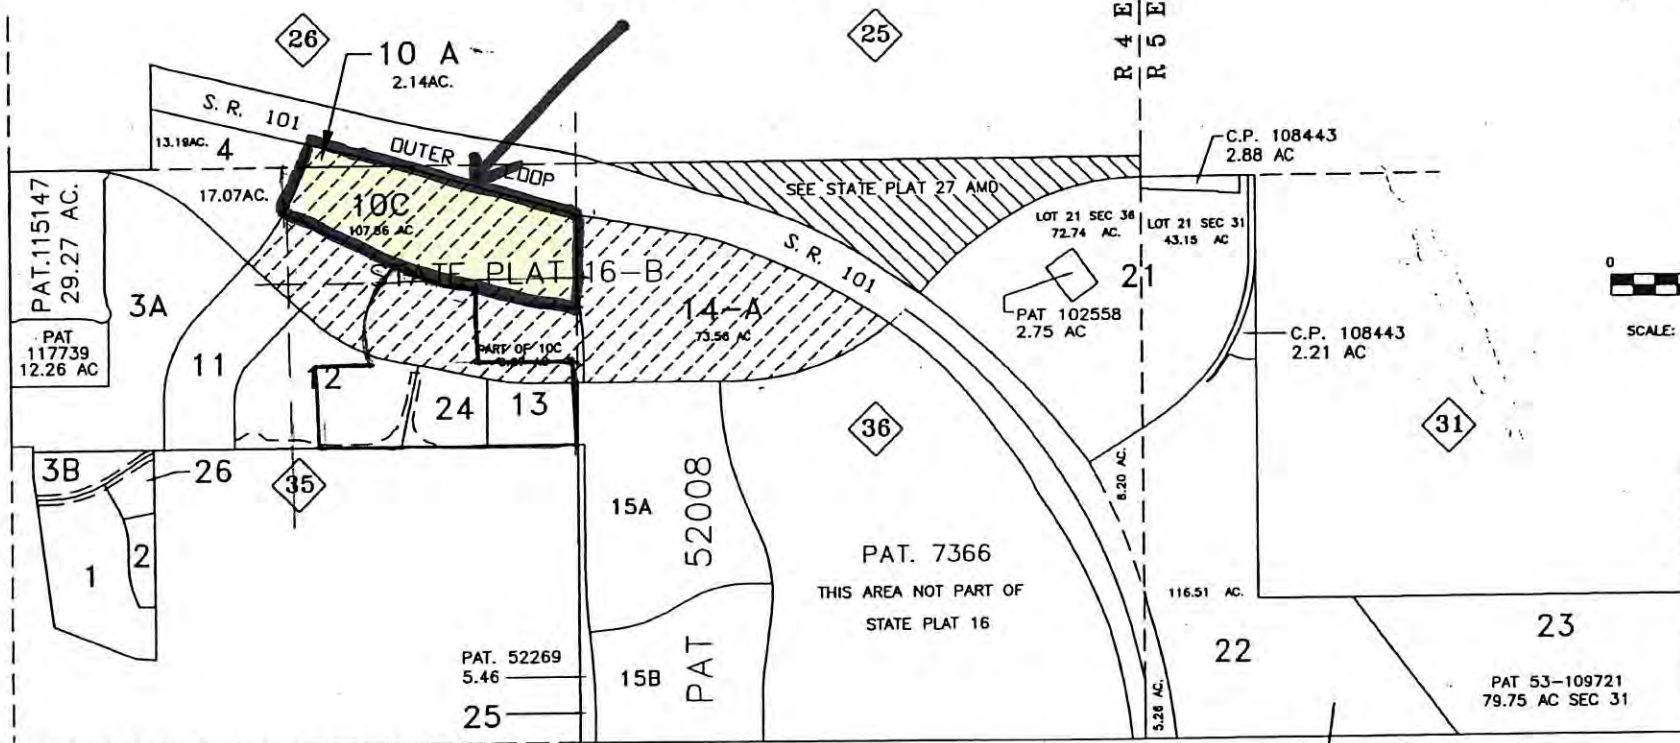 26
10 A
2.14AC.
25
R 4 E
R 5 E
S. R. 101
OUTER
LOOP
13.19AC.
4
C.P. 108443
2.88 AC
PAT.115147
29.27 AC.
17.07AC.
10C
107.56 AC
SEE STATE PLAT 27 AMD
LOT 21 SEC 36
72.74 AC.
LOT 21 SEC 31
43.15 AC
S. R. 101
STATE PLAT 16-B
21
0
3A
14-A
73.56 AC
PAT 102558
2.75 AC
C.P. 108443
2.21 AC
SCALE:
PAT
117739
12.26 AC
PART OF 10C
11
12
24
13
36
31
3B
26
35
15A
PAT 52008
8.20 AC.
1
2
PAT. 7366
THIS AREA NOT PART OF
STATE PLAT 16
116.51 AC.
22
23
PAT. 52269
5.46
15B
25
5.26 AC.
PAT 53-109721
79.75 AC SEC 31